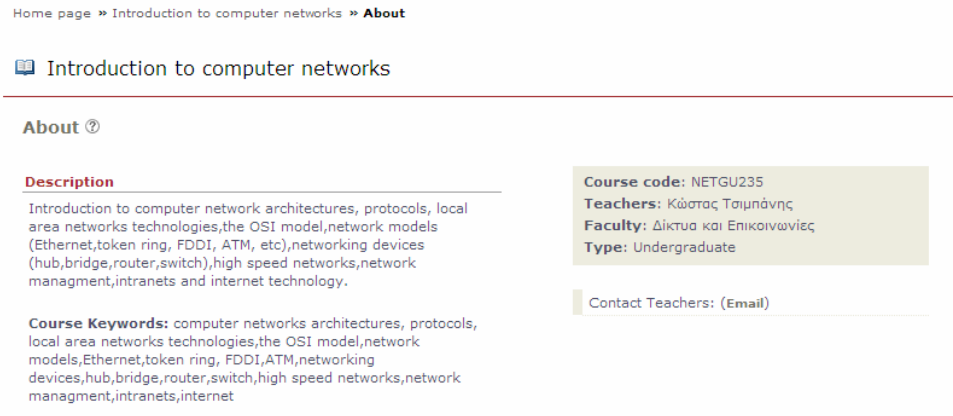 Home page » Introduction to computer networks » About
Introduction to computer networks
About ?
Description
Introduction to computer network architectures, protocols, local
area networks technologies,the OSI model,network models
(Ethernet,token ring, FDDI, ATM, etc),networking devices
(hub,bridge,router,switch),high speed networks,network
managment,intranets and internet technology.
Course Keywords: computer networks architectures, protocols,
local area networks technologies,the OSI model,network
models,Ethernet,token ring, FDDI,ATM,networking
devices,hub,bridge,router,switch,high speed networks,network
managment,intranets,internet
Course code: NETGU235
Teachers: Κώστας Τσιμπάνης
Faculty: Δίκτυα και Επικοινωνίες
Type: Undergraduate
Contact Teachers: (Email)